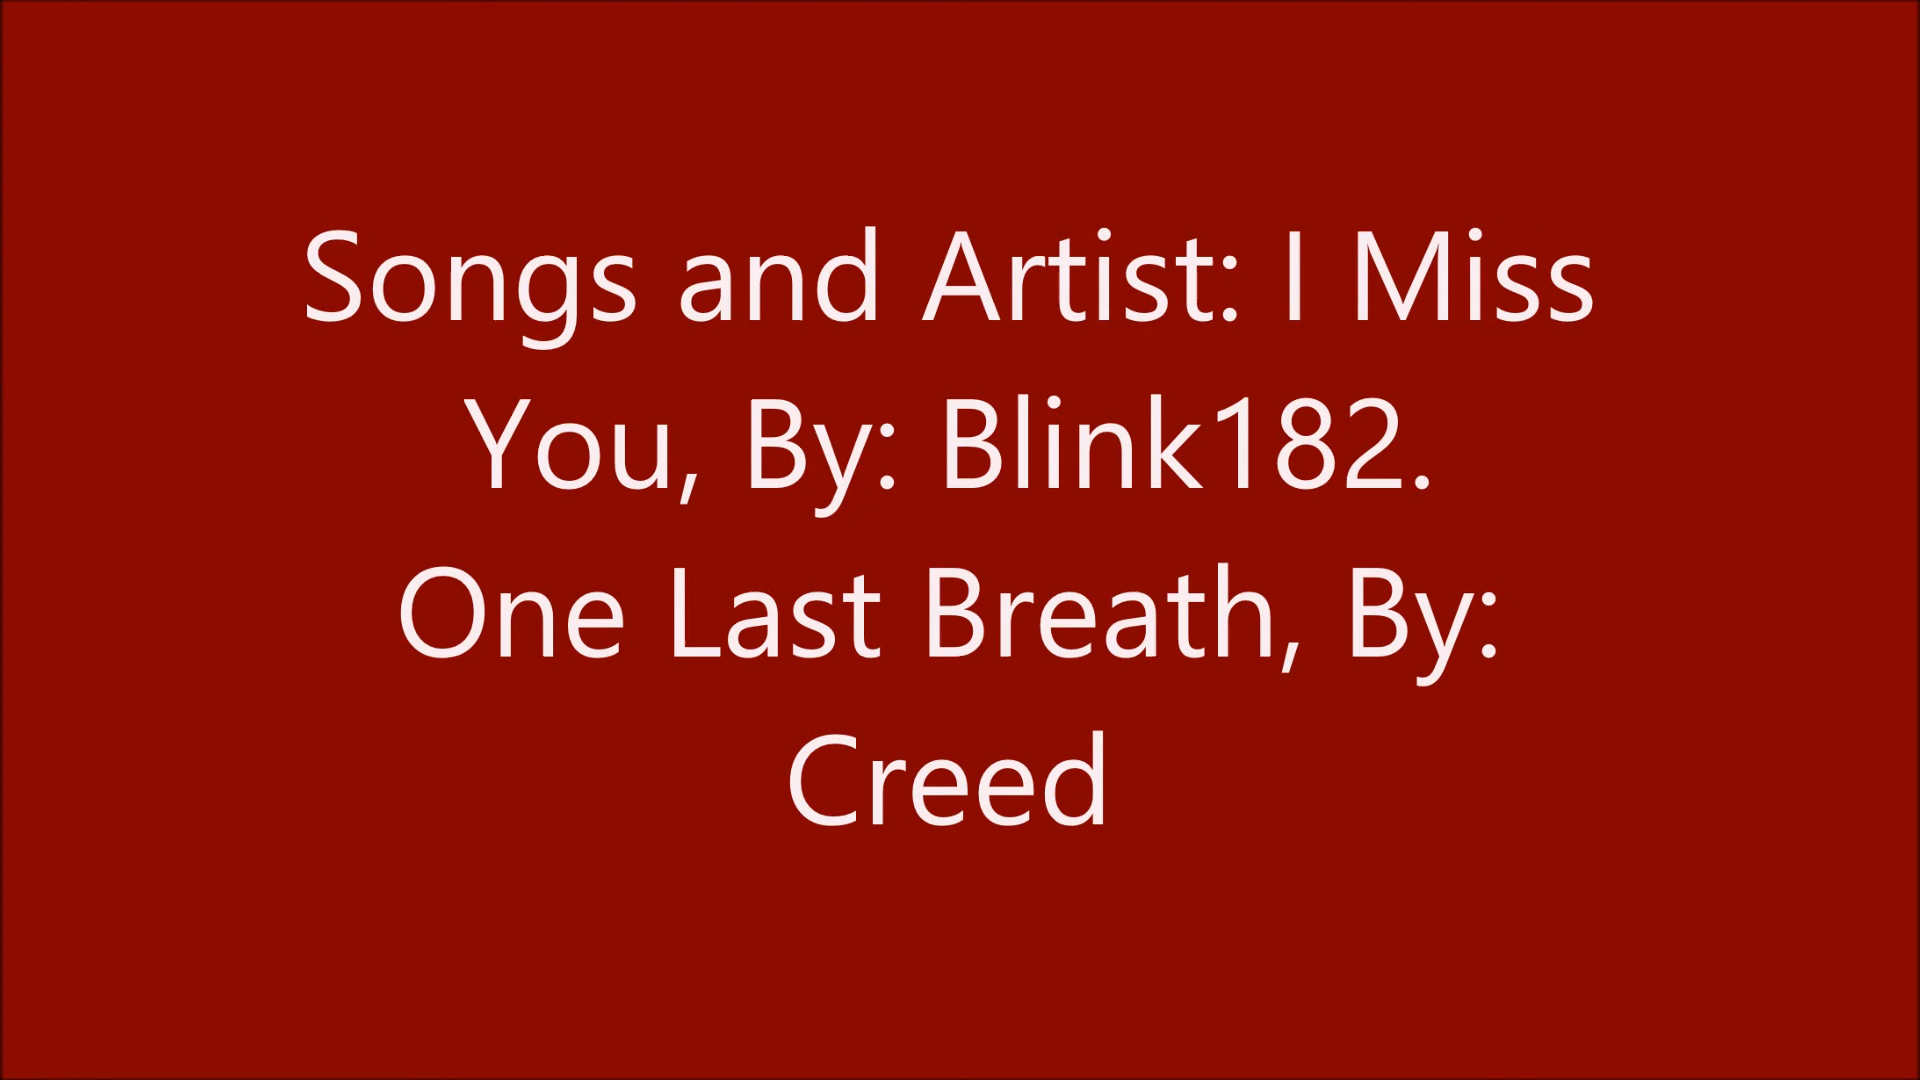 Songs and Artist: I Miss
You, By: Blink182.
One Last Breath, By:
Creed